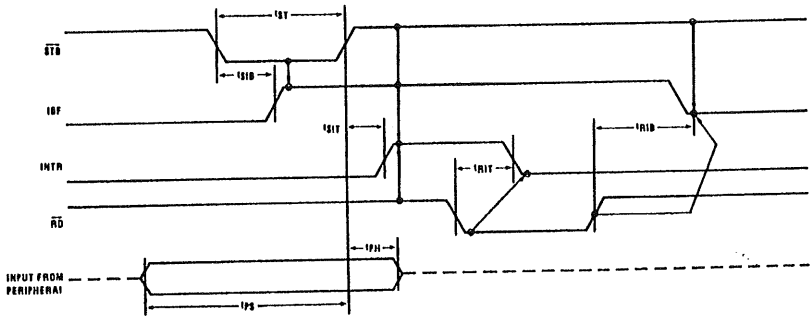 tST
STB
tSIB
IBF
tSIT
tRIB
INTR
tRIT
RD
tPH
INPUT FROM
PERIPHERAL
tPS